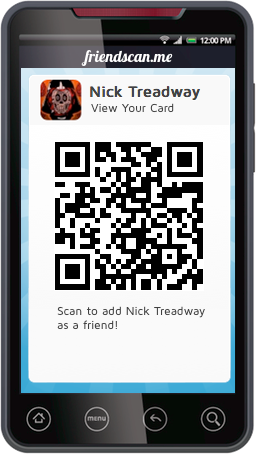 12:00 PM
friendscan.me
Nick Treadway
View Your Card
Scan to add Nick Treadway
as a friend!
MENU